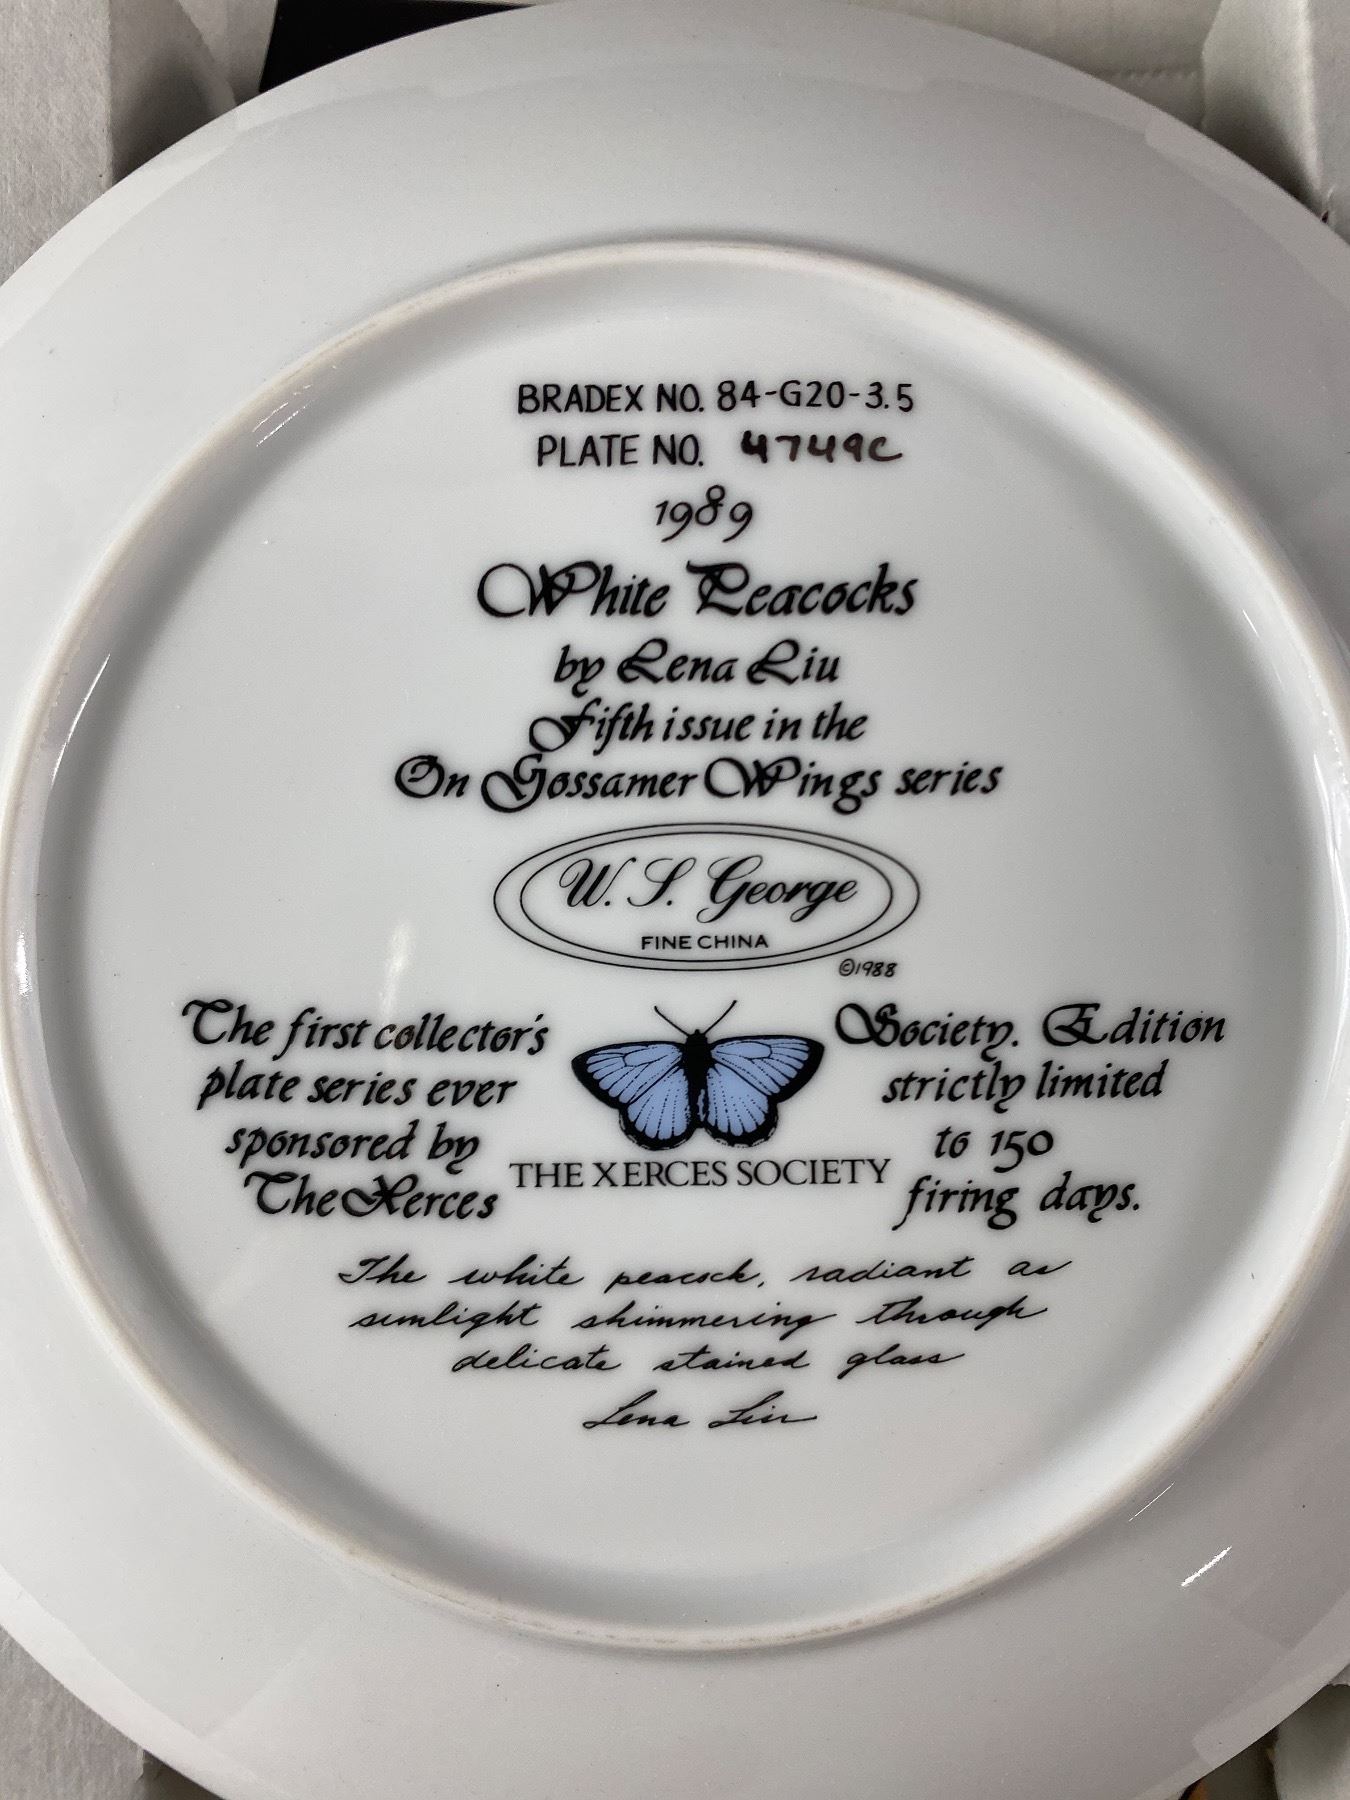 BRADEX NO. 84-G20-3.5
PLATE NO. 4749C
1989
White Peacocks
by Lena Liu
Fifth issue in the
On Gossamer Wings series
W. S. George
FINE CHINA
©1988
The first collector's
plate series ever
sponsored by
The Xerces
THE XERCES SOCIETY
Society. Edition
strictly limited
to 150
firing days.
The white peacock, radiant as
sunlight shimmering through
delicate stained glass
Lena Liu